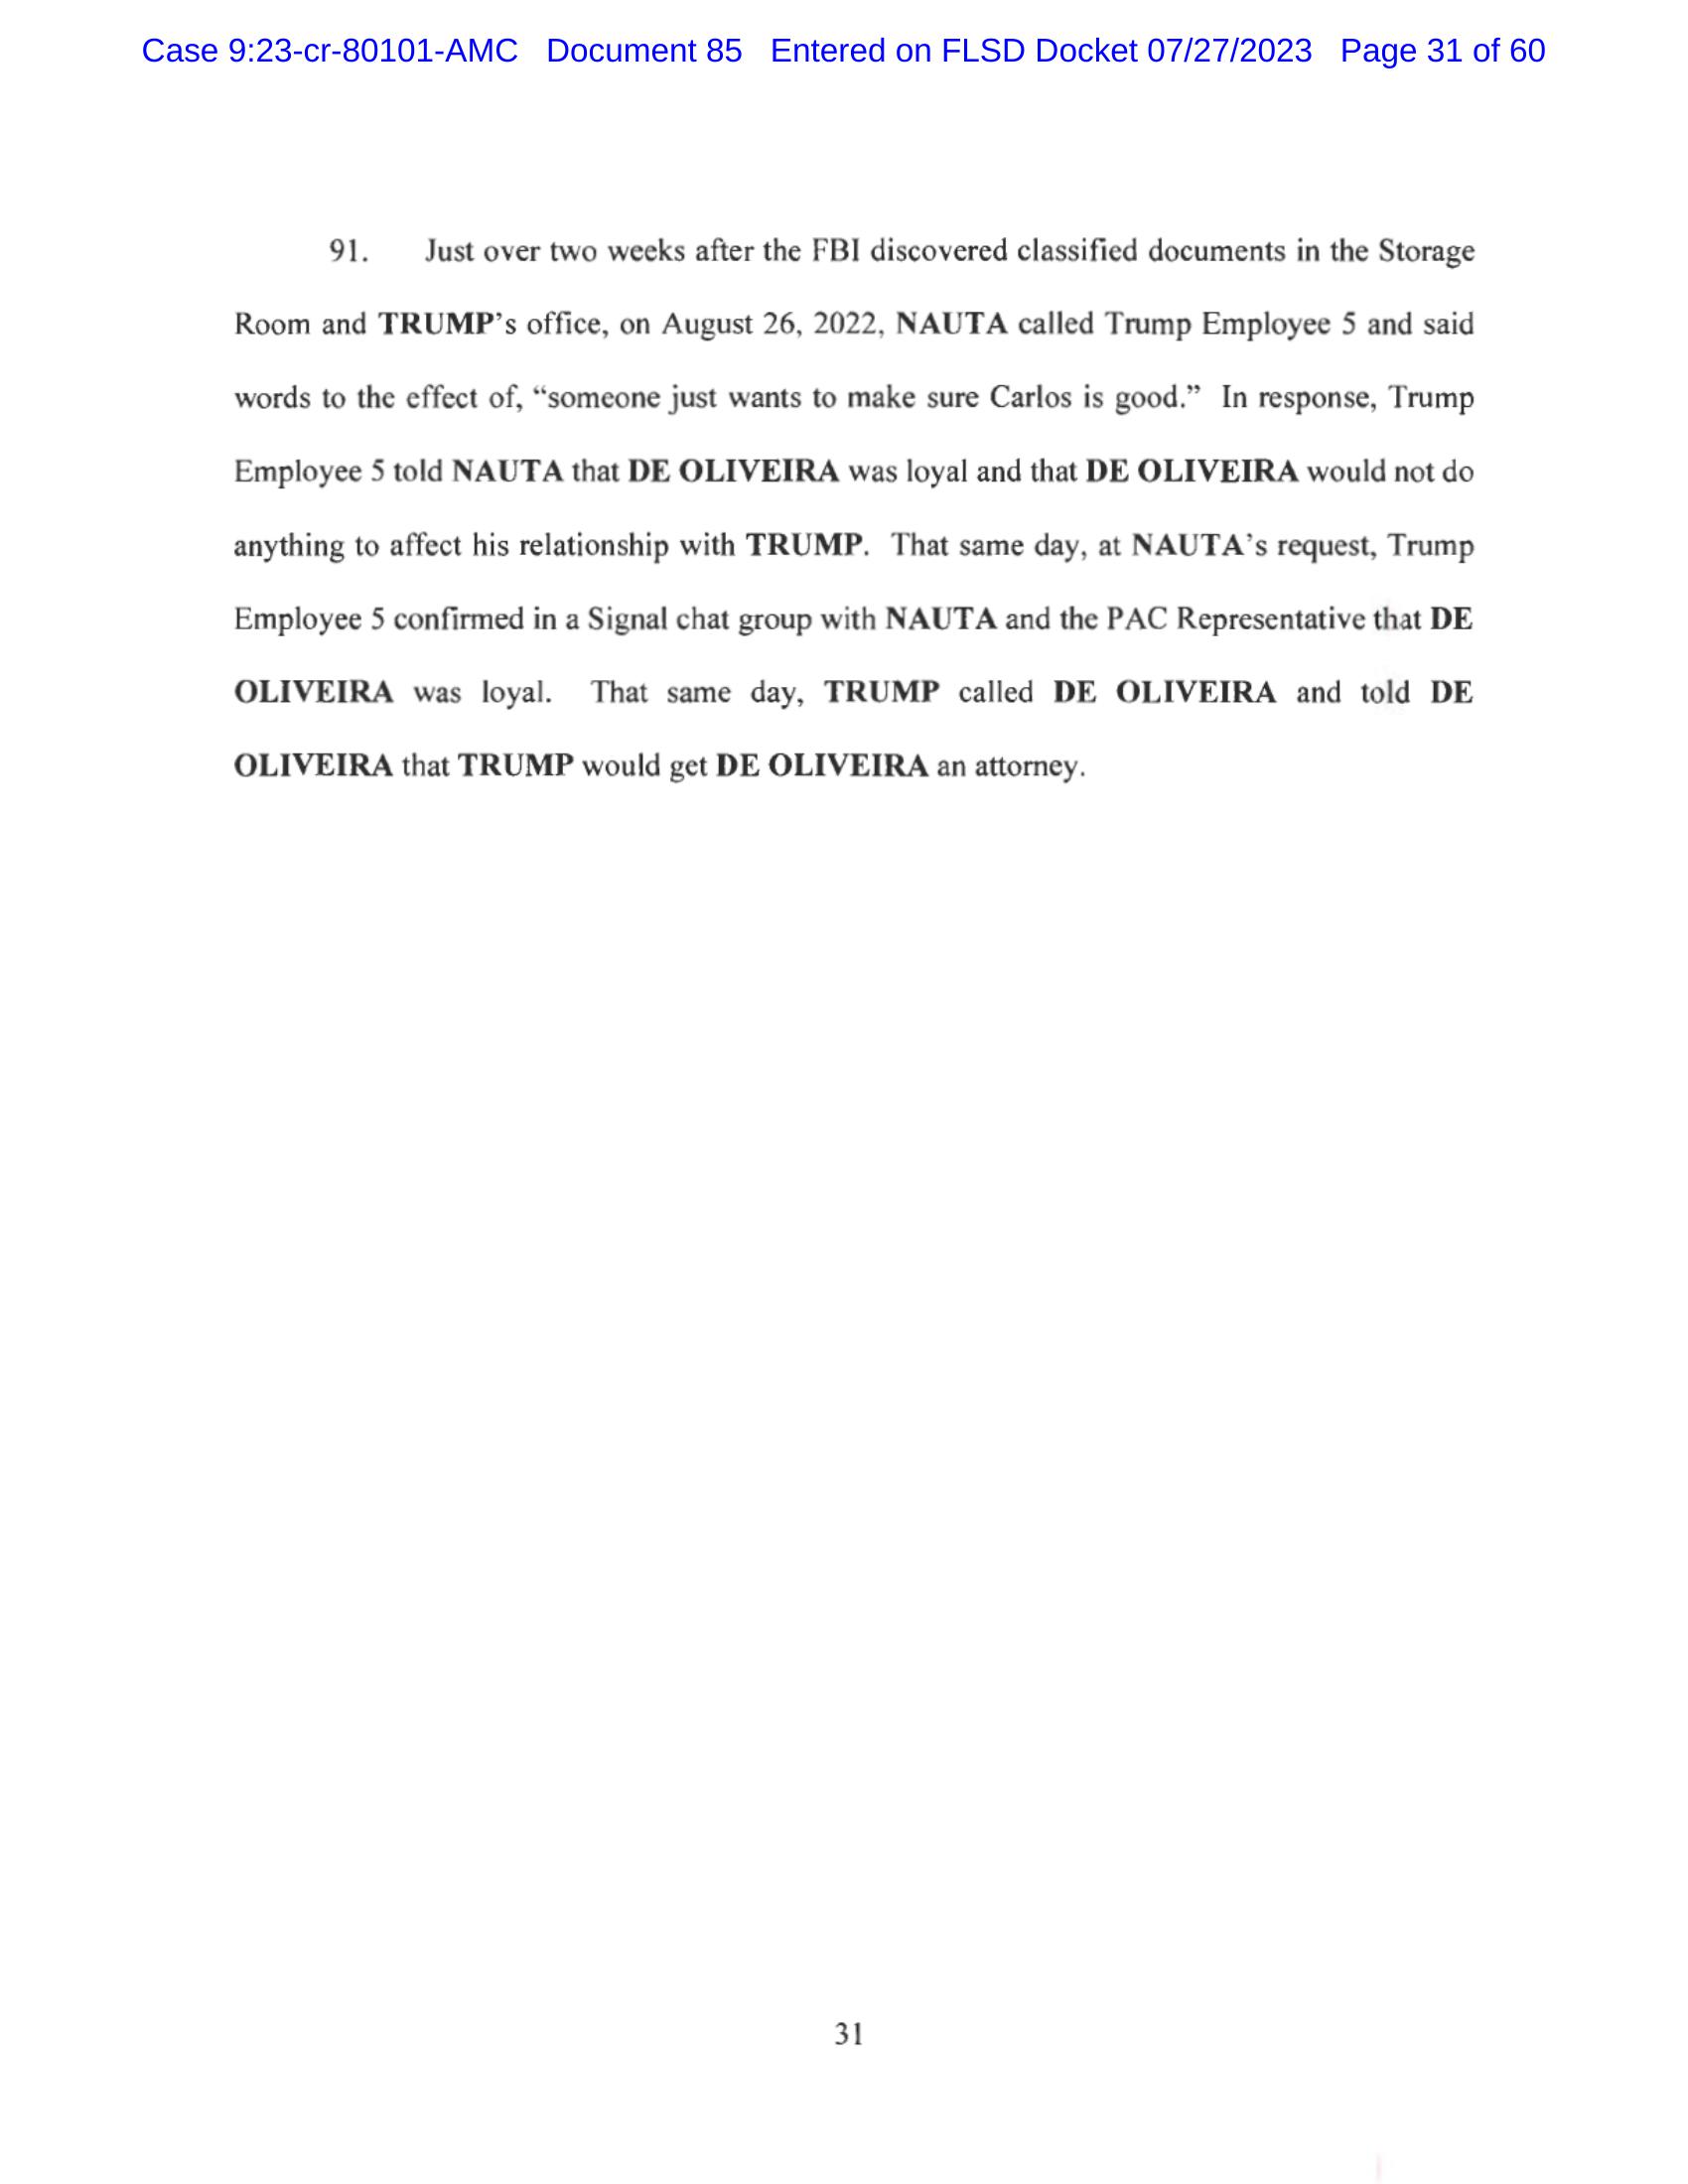 Case 9:23-cr-80101-AMC Document 85 Entered on FLSD Docket 07/27/2023 Page 31 of 60
91. Just over two weeks after the FBI discovered classified documents in the Storage
Room and TRUMP’s office, on August 26, 2022, NAUTA called Trump Employee 5 and said
words to the effect of, “someone just wants to make sure Carlos is good.” In response, Trump
Employee 5 told NAUTA that DE OLIVEIRA was loyal and that DE OLIVEIRA would not do
anything to affect his relationship with TRUMP. That same day, at NAUTA’s request, Trump
Employee 5 confirmed in a Signal chat group with NAUTA and the PAC Representative that DE
OLIVEIRA was loyal. That same day, TRUMP called DE OLIVEIRA and told DE
OLIVEIRA that TRUMP would get DE OLIVEIRA an attorney.
31